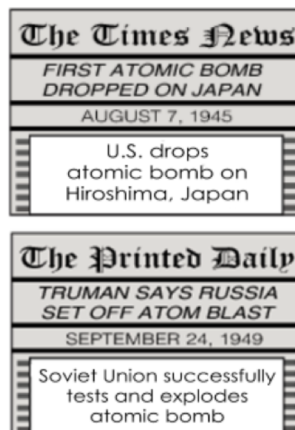 The Times News
FIRST ATOMIC BOMB
DROPPED ON JAPAN
AUGUST 7, 1945
U.S. drops
atomic bomb on
Hiroshima, Japan
The Printed Daily
TRUMAN SAYS RUSSIA
SET OFF ATOM BLAST
SEPTEMBER 24, 1949
Soviet Union successfully
tests and explodes
atomic bomb